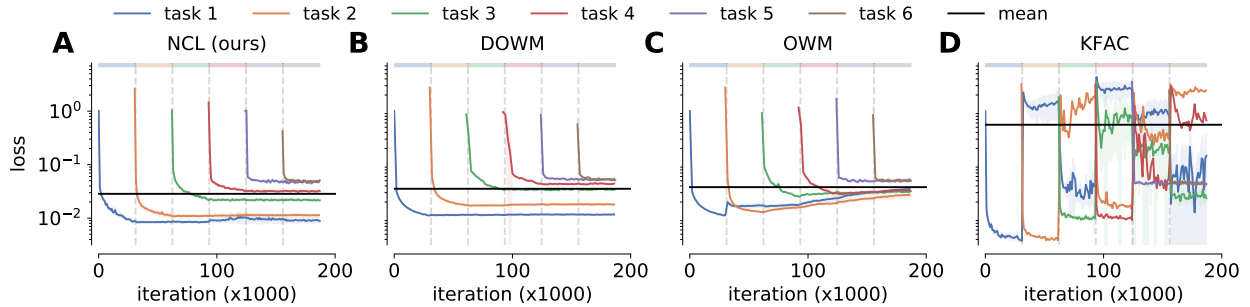 task 1 task 2 task 3 task 4 task 5 task 6 mean
A NCL (ours) B DOWM C OWM D KFAC
loss
10⁰
10⁻¹
10⁻²
0 100 200
0 100 200
0 100 200
0 100 200
iteration (x1000) iteration (x1000) iteration (x1000) iteration (x1000)